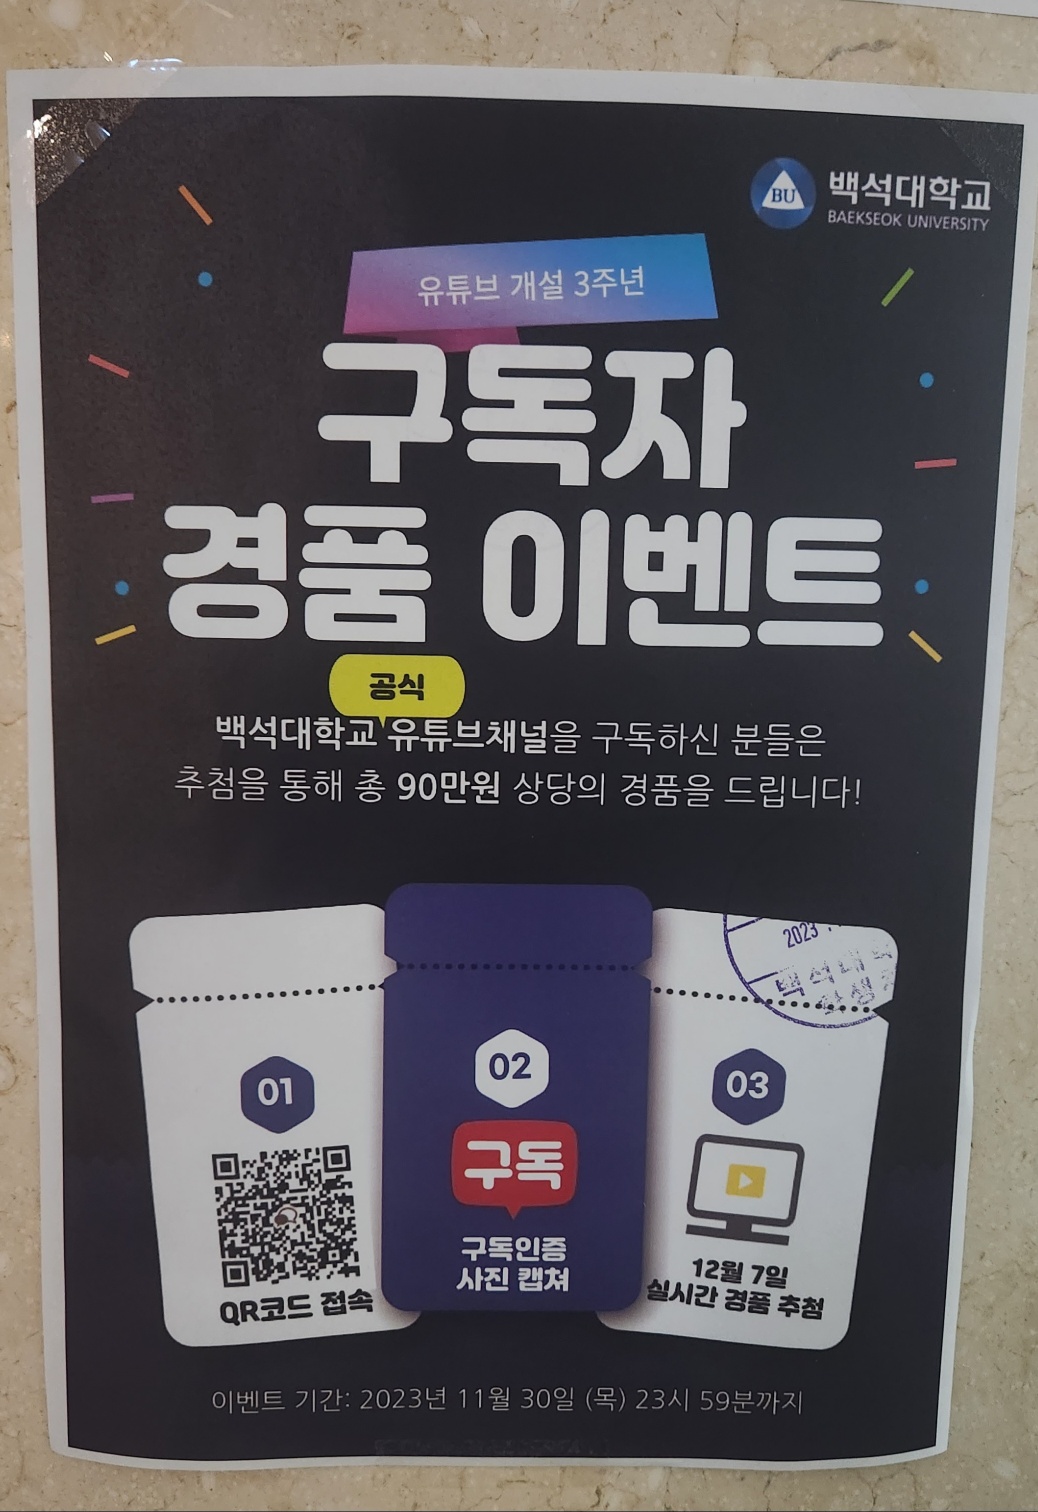 BU
백석대학교
BAEKSEOK UNIVERSITY
유튜브 개설 3주년
구독자
경품 이벤트
공식
백석대학교 유튜브채널을 구독하신 분들은
추첨을 통해 총 90만원 상당의 경품을 드립니다!
2023
백석대
01
QR코드 접속
02
구독
구독인증
사진 캡쳐
03
12월 7일
실시간 경품 추첨
이벤트 기간: 2023년 11월 30일 (목) 23시 59분까지